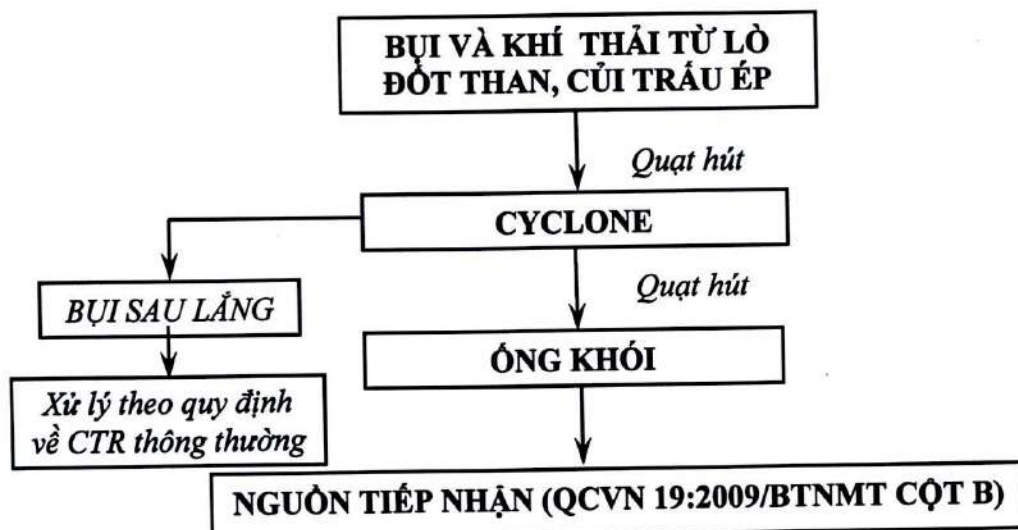 BỤI VÀ KHÍ THẢI TỪ LÒ
ĐỐT THAN, CỦI TRẤU ÉP
Quạt hút
CYCLONE
Quạt hút
BỤI SAU LẮNG
ỐNG KHÓI
Xử lý theo quy định
về CTR thông thường
NGUỒN TIẾP NHẬN (QCVN 19:2009/BTNMT CỘT B)